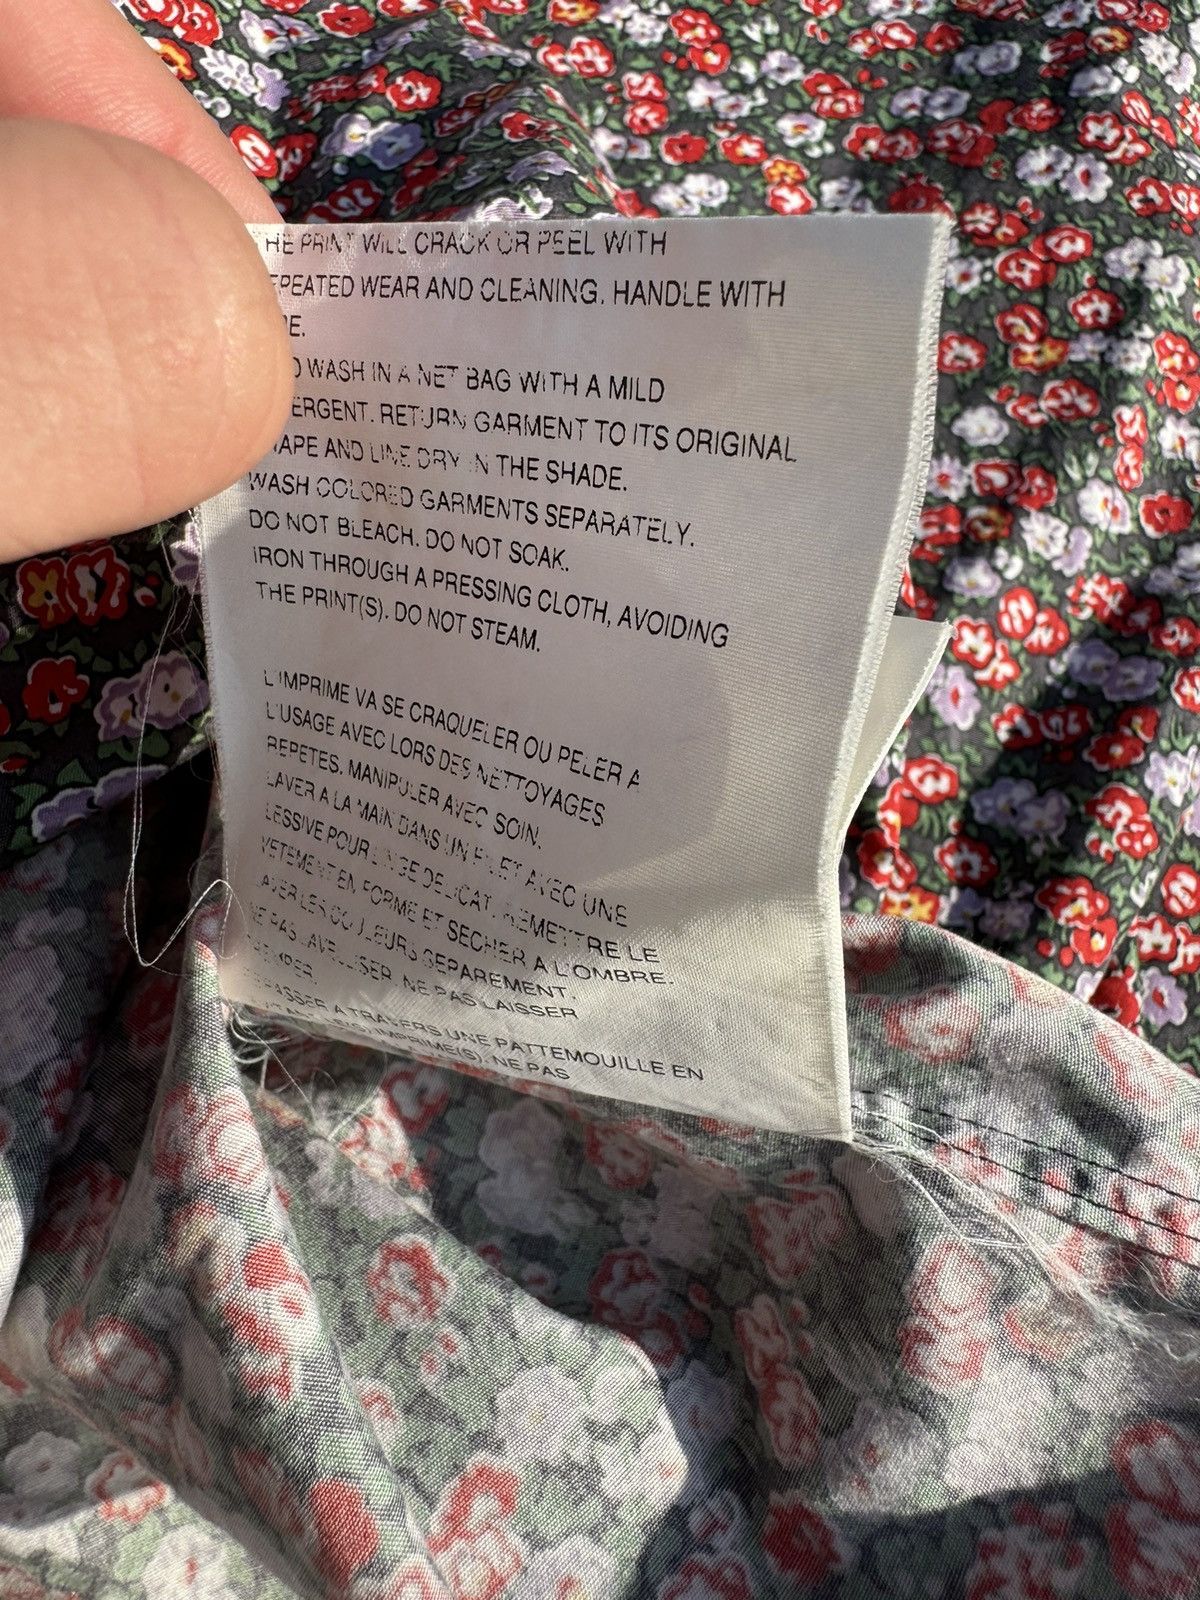 HE PRINT WILL CRACK OR PEEL WITH
EPEATED WEAR AND CLEANING. HANDLE WITH
RE.
D WASH IN A NET BAG WITH A MILD
ERGENT. RETURN GARMENT TO ITS ORIGINAL
HAPE AND LINE DRY IN THE SHADE.
WASH COLORED GARMENTS SEPARATELY.
DO NOT BLEACH. DO NOT SOAK.
IRON THROUGH A PRESSING CLOTH, AVOIDING
THE PRINT(S). DO NOT STEAM.
L'IMPRIME VA SE CRAQUELER OU PELER A
L'USAGE AVEC LORS DES NETTOYAGES
REPETES. MANIPULER AVEC SOIN.
LAVER A LA MAIN DANS UN FILET AVEC UNE
LESSIVE POUR LINGE DELICAT. REMETTRE LE
VETEMENT EN FORME ET SECHER A L'OMBRE.
LAVER LES COULEURS SEPAREMENT.
NE PAS JAVELLISER. NE PAS LAISSER
TREMPER.
EPASSER A TRAVERS UNE PATTEMOUILLE EN
IMPRIME(S). NE PAS